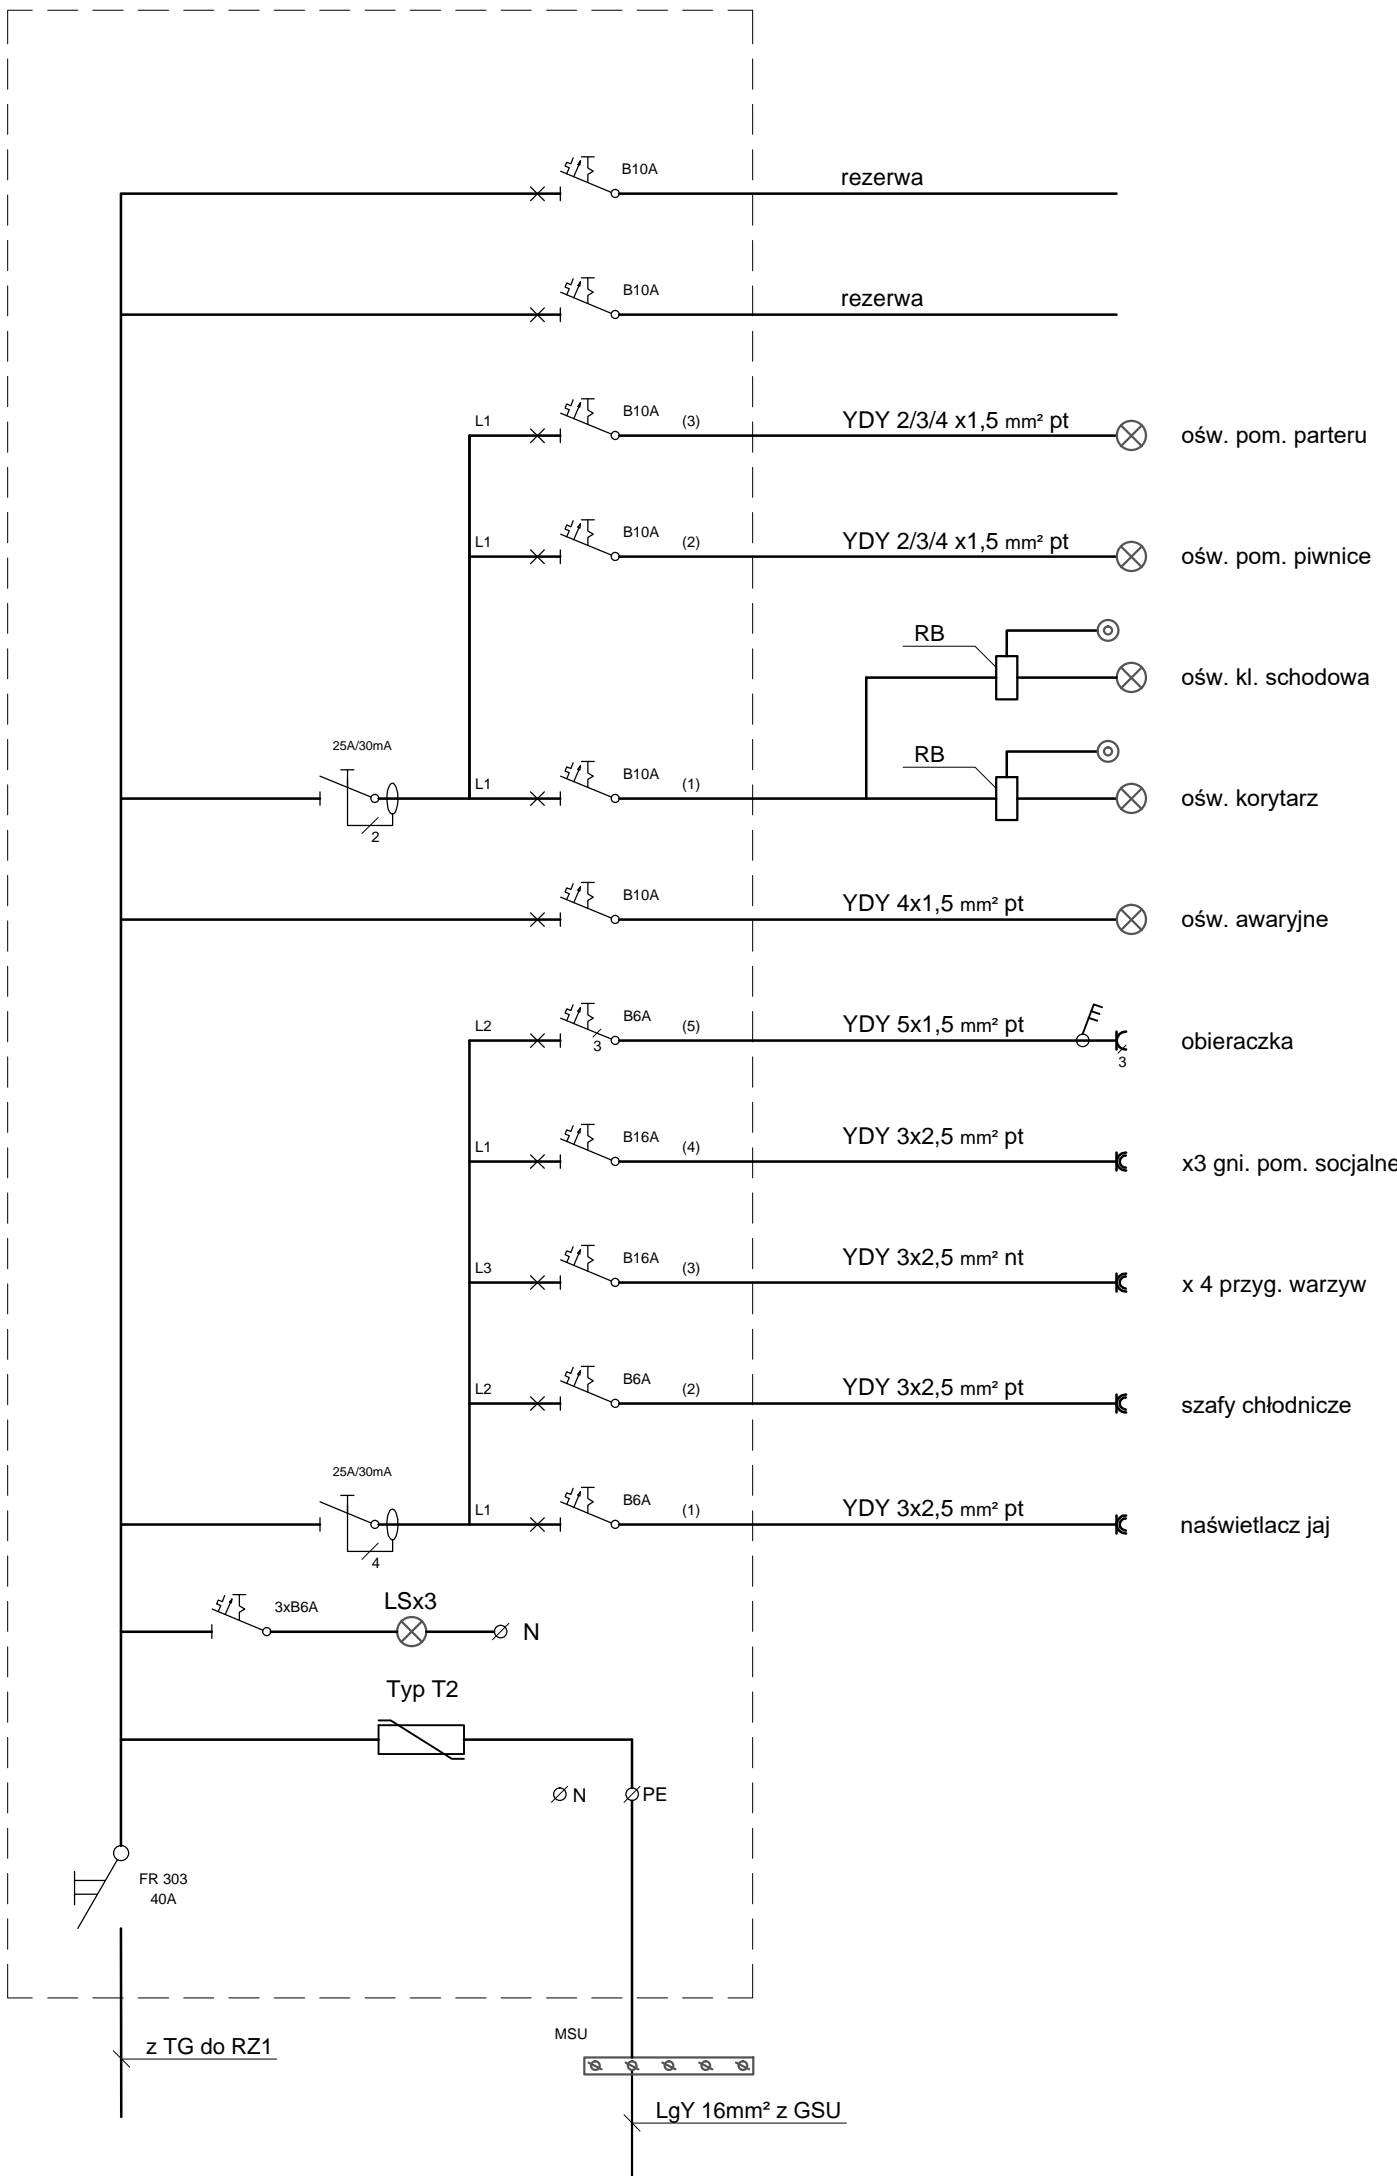 B10A rezerwa
B10A rezerwa
L1 B10A (3) YDY 2/3/4 x1,5 mm² pt ośw. pom. parteru
L1 B10A (2) YDY 2/3/4 x1,5 mm² pt ośw. pom. piwnice
RB ośw. kl. schodowa
25A/30mA 2 L1 B10A (1) RB ośw. korytarz
B10A YDY 4x1,5 mm² pt ośw. awaryjne
L2 B6A 3 (5) YDY 5x1,5 mm² pt 3 obieraczka
L1 B16A (4) YDY 3x2,5 mm² pt x3 gni. pom. socjalne
L3 B16A (3) YDY 3x2,5 mm² nt x 4 przyg. warzyw
L2 B6A (2) YDY 3x2,5 mm² pt szafy chłodnicze
25A/30mA 4 L1 B6A (1) YDY 3x2,5 mm² pt naświetlacz jaj
3xB6A LSx3 N
Typ T2
N PE
FR 303
40A
MSU
z TG do RZ1
LgY 16mm² z GSU